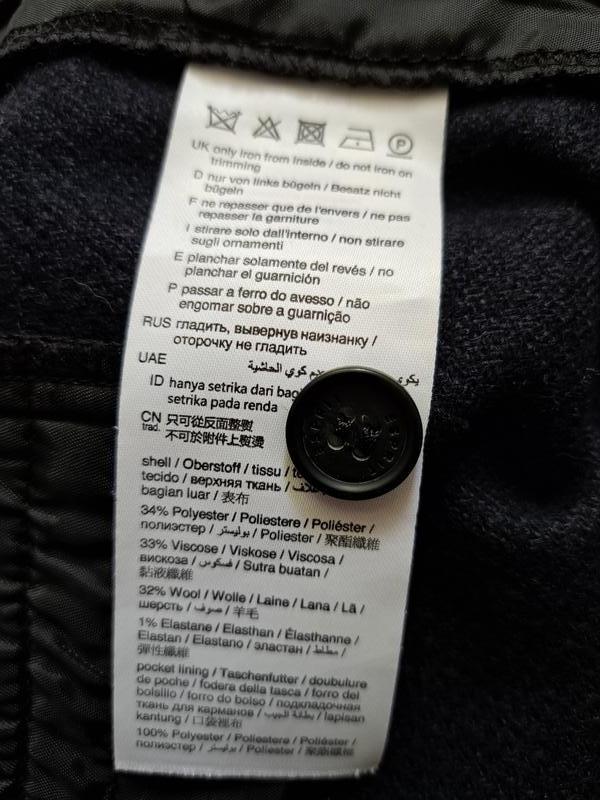 P
UK only iron from inside / do not iron on
trimming
D nur von links bügeln / Besatz nicht
bügeln
F ne repasser que de l'envers / ne pas
repasser la garniture
I stirare solo dall'interno / non stirare
sugli ornamenti
E planchar solamente del revés / no
planchar el guarnición
P passar a ferro do avesso / não
engomar sobre a guarnição
RUS гладить, вывернув наизнанку /
оторочку не гладить
UAE كوي الحاشية
ID hanya setrika dari
setrika pada renda
CN 只可從反面整熨
trad. 不可於附件上熨燙
shell / Oberstoff / tissu /
tecido / верхняя ткань /
bagian luar / 表布
34% Polyester / Poliestere / Poliéster /
полиэстер / بوليستر / Poliester / 聚酯纖維
33% Viscose / Viskose / Viscosa /
вискоза / فسكوس / Sutra buatan /
黏液纖維
32% Wool / Wolle / Laine / Lana / Lã /
шерсть / صوف / 羊毛
1% Elastane / Elasthan / Élasthanne /
Elastan / Elastano / эластан / مطاط /
彈性纖維
pocket lining / Taschenfutter / doubulure
de poche / fodera della tasca / forro del
bolsillo / forro do bolso / подкладочная
ткань для карманов / بطانة الجيب / lapisan
kantung / 口袋裡布
100% Polyester / Poliestere / Poliéster /
полиэстер / بوليستر / Poliester / 聚酯纖維